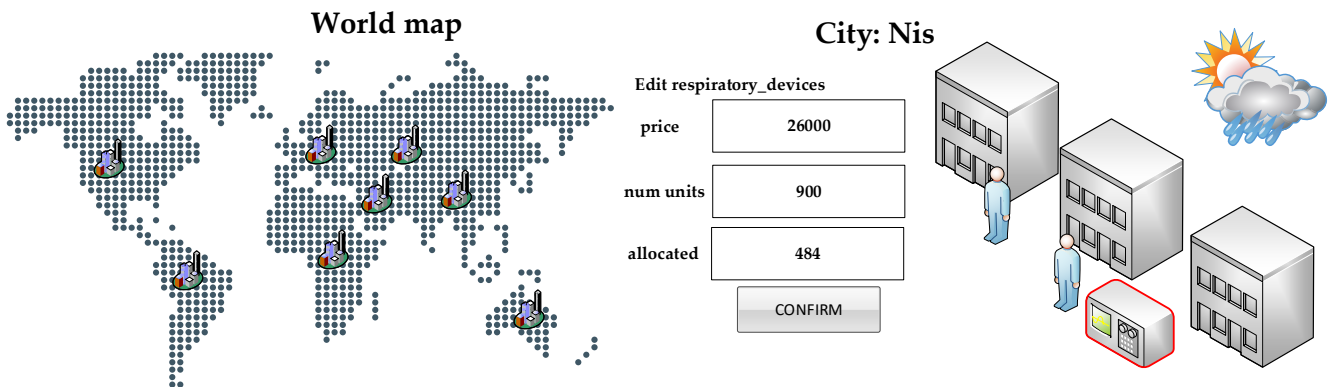 World map
City: Nis
Edit respiratory_devices
price 26000
num units 900
allocated 484
CONFIRM